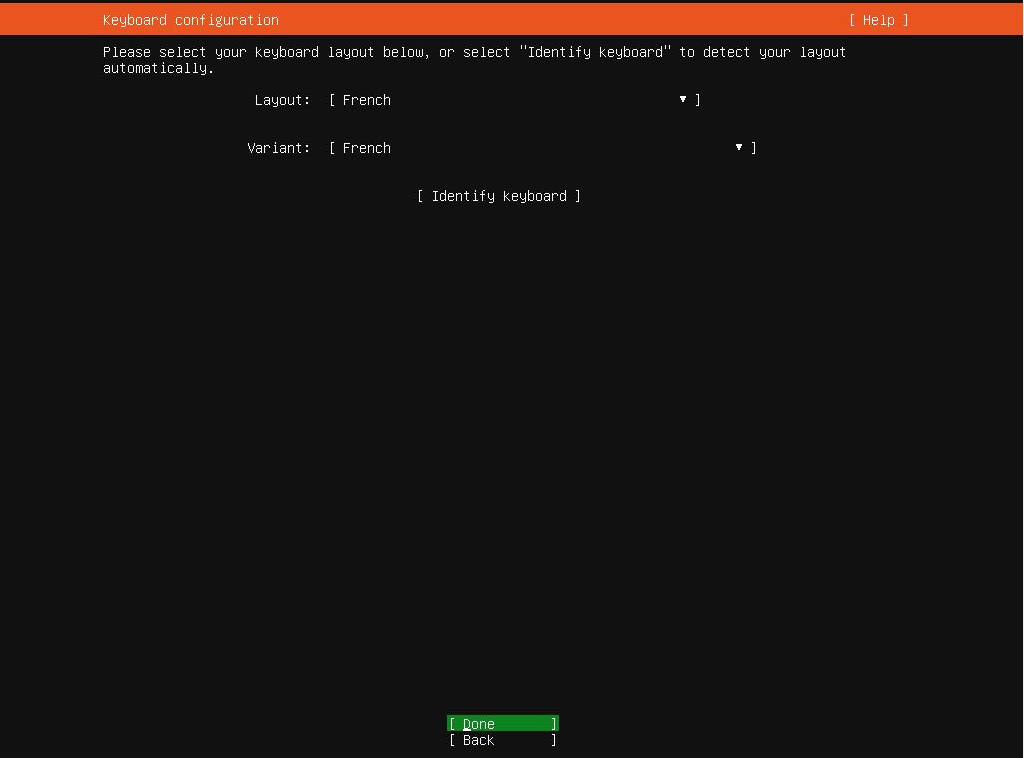 Keyboard configuration [ Help ]
Please select your keyboard layout below, or select "Identify keyboard" to detect your layout
automatically.
Layout: [ French ▾ ]
Variant: [ French ▾ ]
[ Identify keyboard ]
[ Done ]
[ Back ]